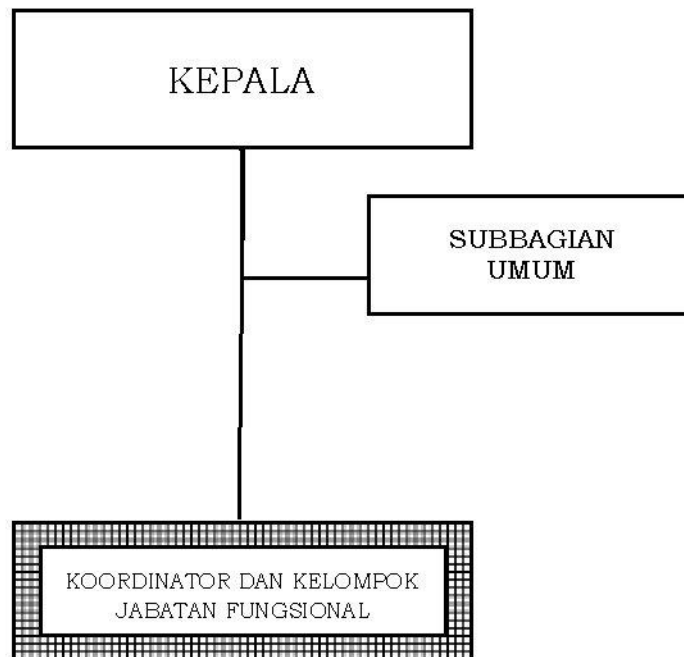 KEPALA
SUBBAGIAN
UMUM
KOORDINATOR DAN KELOMPOK
JABATAN FUNGSIONAL